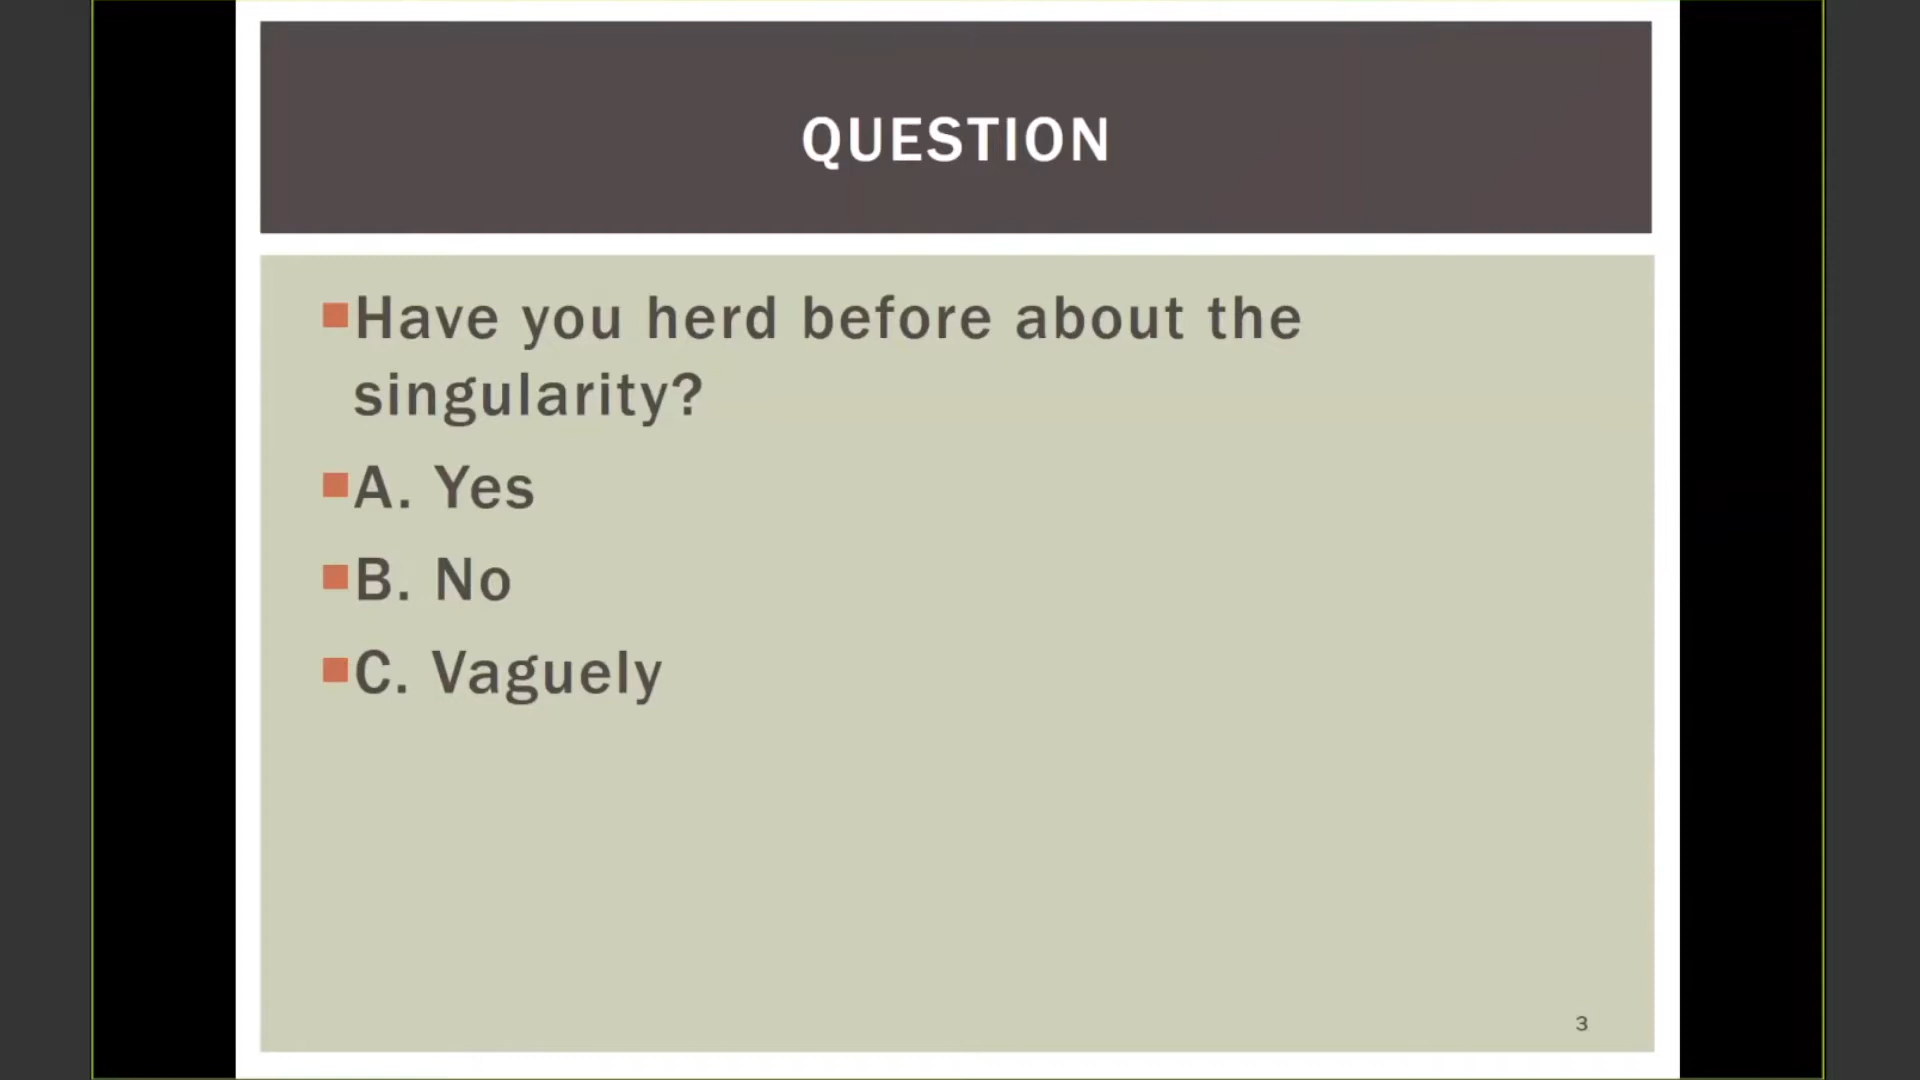 QUESTION
Have you herd before about the
singularity?
A. Yes
B. No
C. Vaguely
3